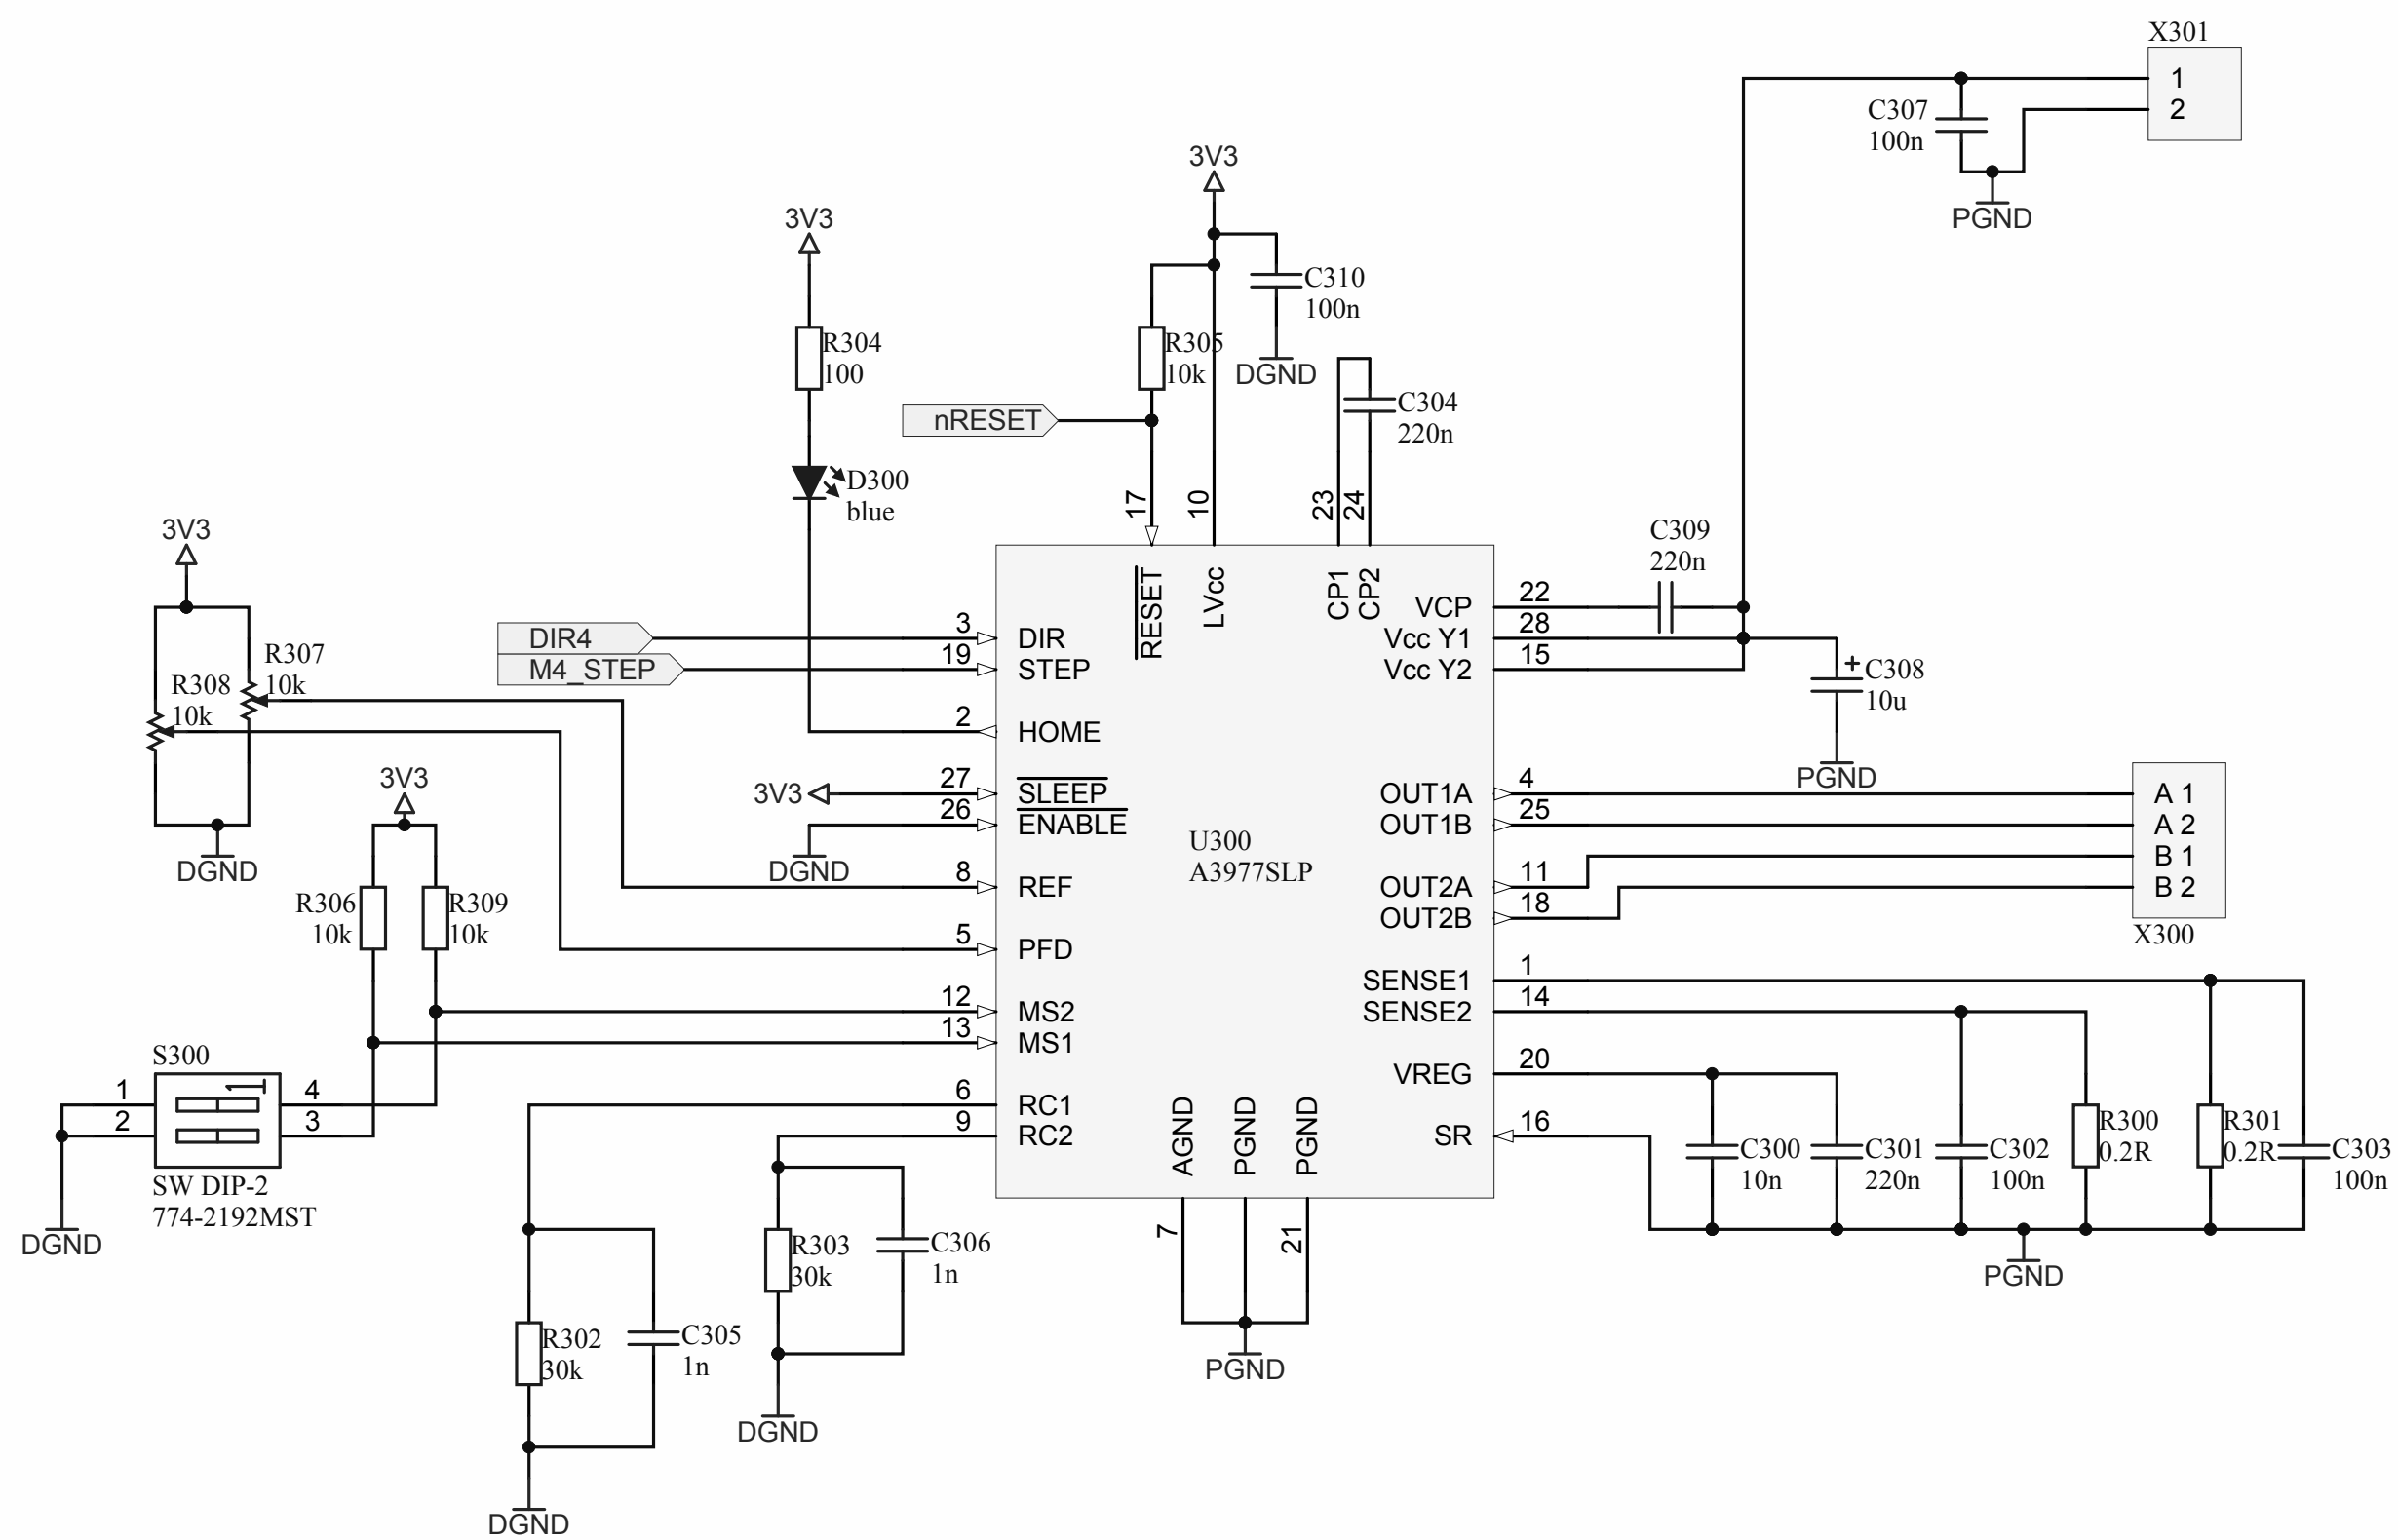 X301
1
2
C307
100n
PGND
3V3
3V3
C310
100n
DGND
R304
100
R305
10k
C304
220n
nRESET
D300
blue
17
10
23
24
3V3
C309
220n
RESET
LVcc
CP1
CP2
DIR4
M4_STEP
3
19
DIR
STEP
VCP
Vcc Y1
Vcc Y2
22
28
15
R307
10k
R308
10k
C308
10u
+
PGND
2
HOME
DGND
3V3
3V3
27
26
SLEEP
ENABLE
DGND
U300
A3977SLP
OUT1A
OUT1B
4
25
A 1
A 2
B 1
B 2
X300
8
REF
OUT2A
OUT2B
11
18
R306
10k
R309
10k
5
PFD
12
13
MS2
MS1
SENSE1
SENSE2
1
14
S300
1
2
4
3
1
SW DIP-2
774-2192MST
DGND
6
9
RC1
RC2
VREG
SR
20
16
AGND
PGND
PGND
7
21
PGND
C300
10n
C301
220n
C302
100n
R300
0.2R
R301
0.2R
C303
100n
PGND
R303
30k
C306
1n
DGND
R302
30k
C305
1n
DGND